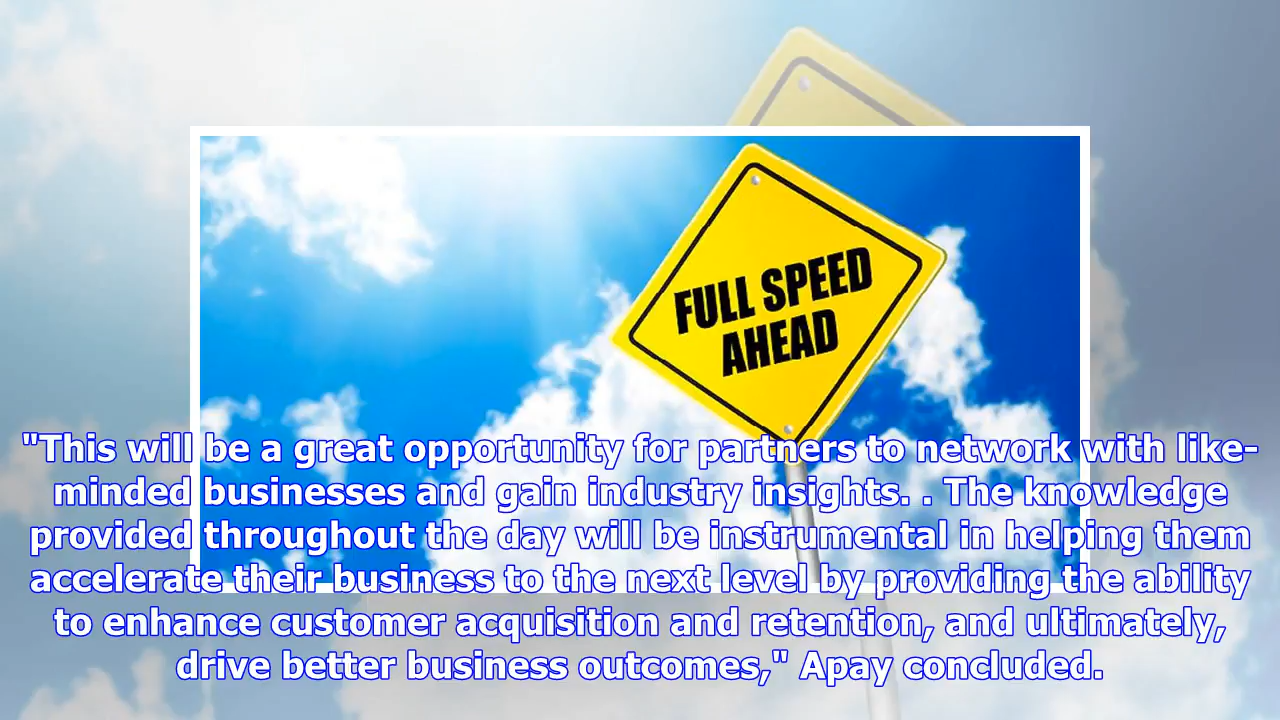 FULL SPEED
AHEAD
"This will be a great opportunity for partners to network with like-
minded businesses and gain industry insights. . The knowledge
provided throughout the day will be instrumental in helping them
accelerate their business to the next level by providing the ability
to enhance customer acquisition and retention, and ultimately,
drive better business outcomes," Apay concluded.